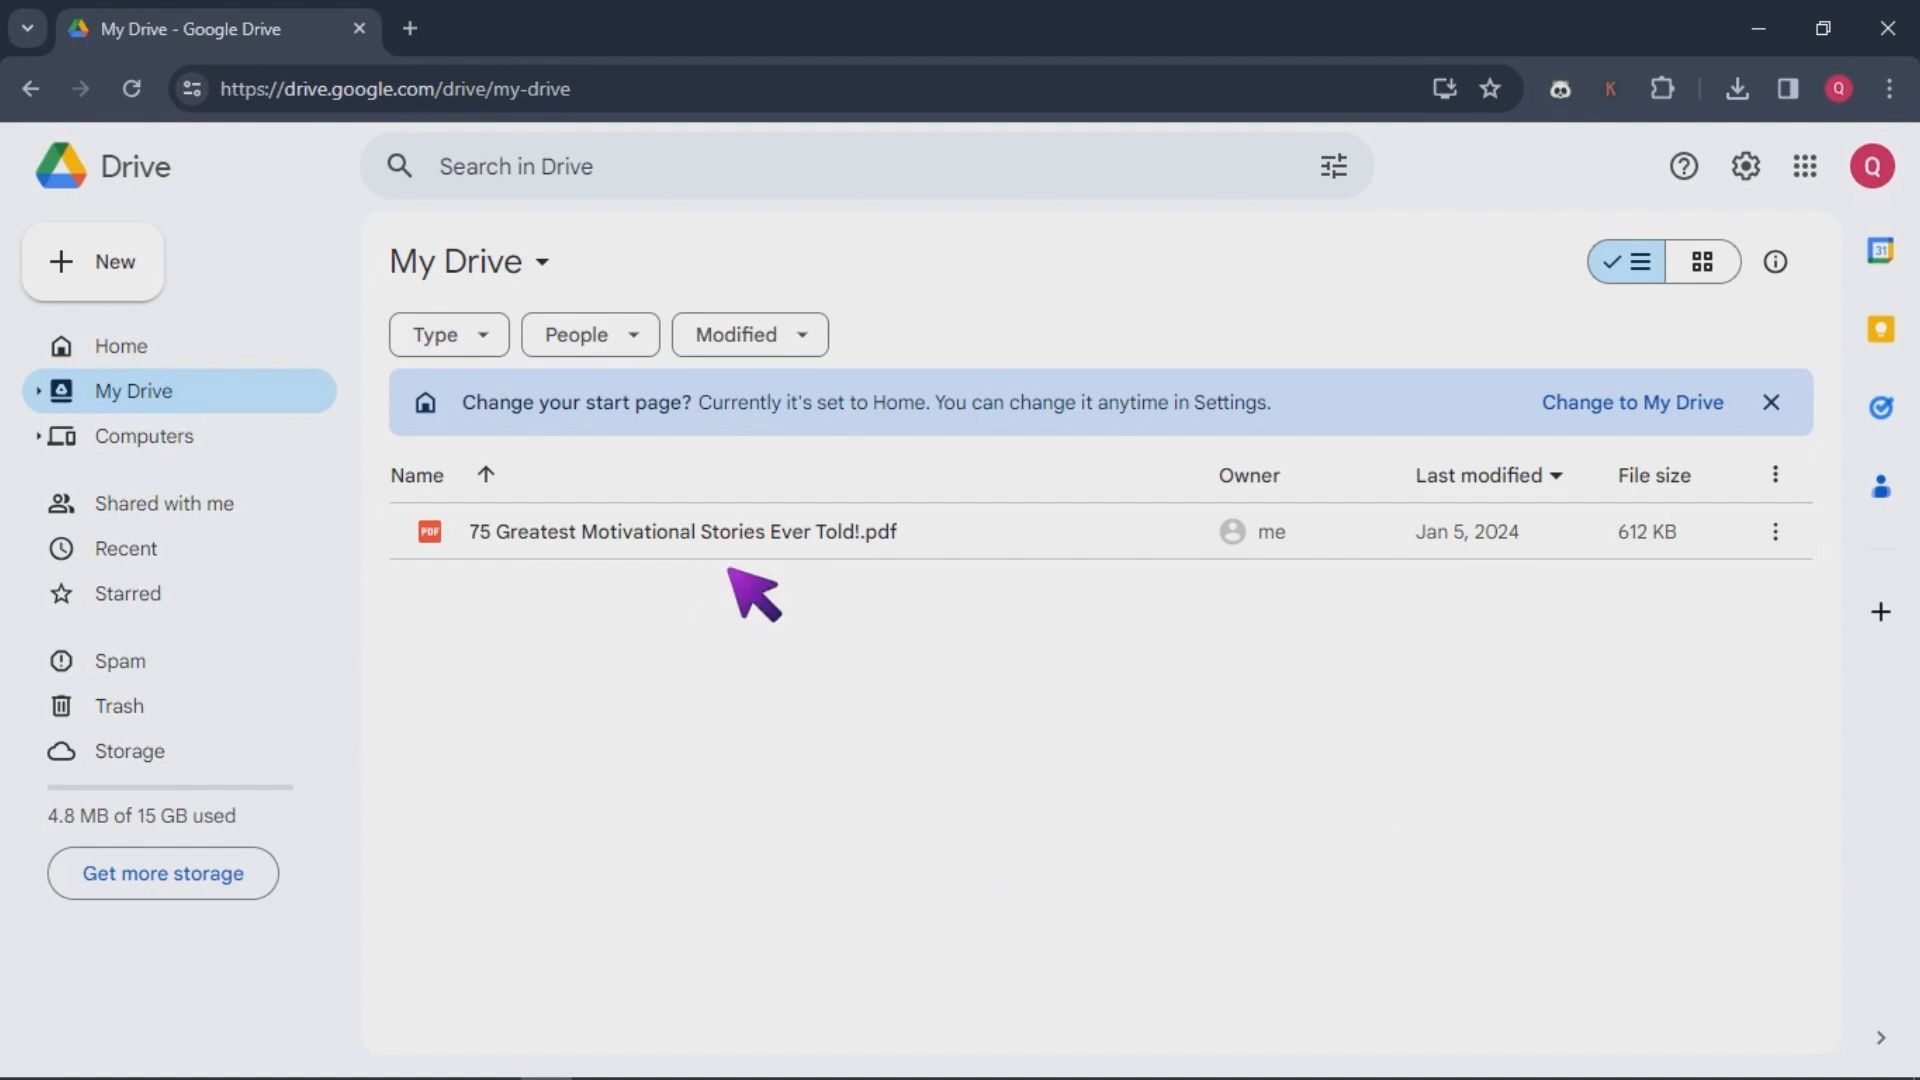 My Drive - Google Drive
https://drive.google.com/drive/my-drive
K
Q
Drive
Search in Drive
Q
New
My Drive
31
Type
People
Modified
Home
My Drive
Change your start page? Currently it's set to Home. You can change it anytime in Settings.
Change to My Drive
Computers
Name
Owner
Last modified
File size
Shared with me
PDF
75 Greatest Motivational Stories Ever Told!.pdf
me
Jan 5, 2024
612 KB
Recent
Starred
Spam
Trash
Storage
4.8 MB of 15 GB used
Get more storage